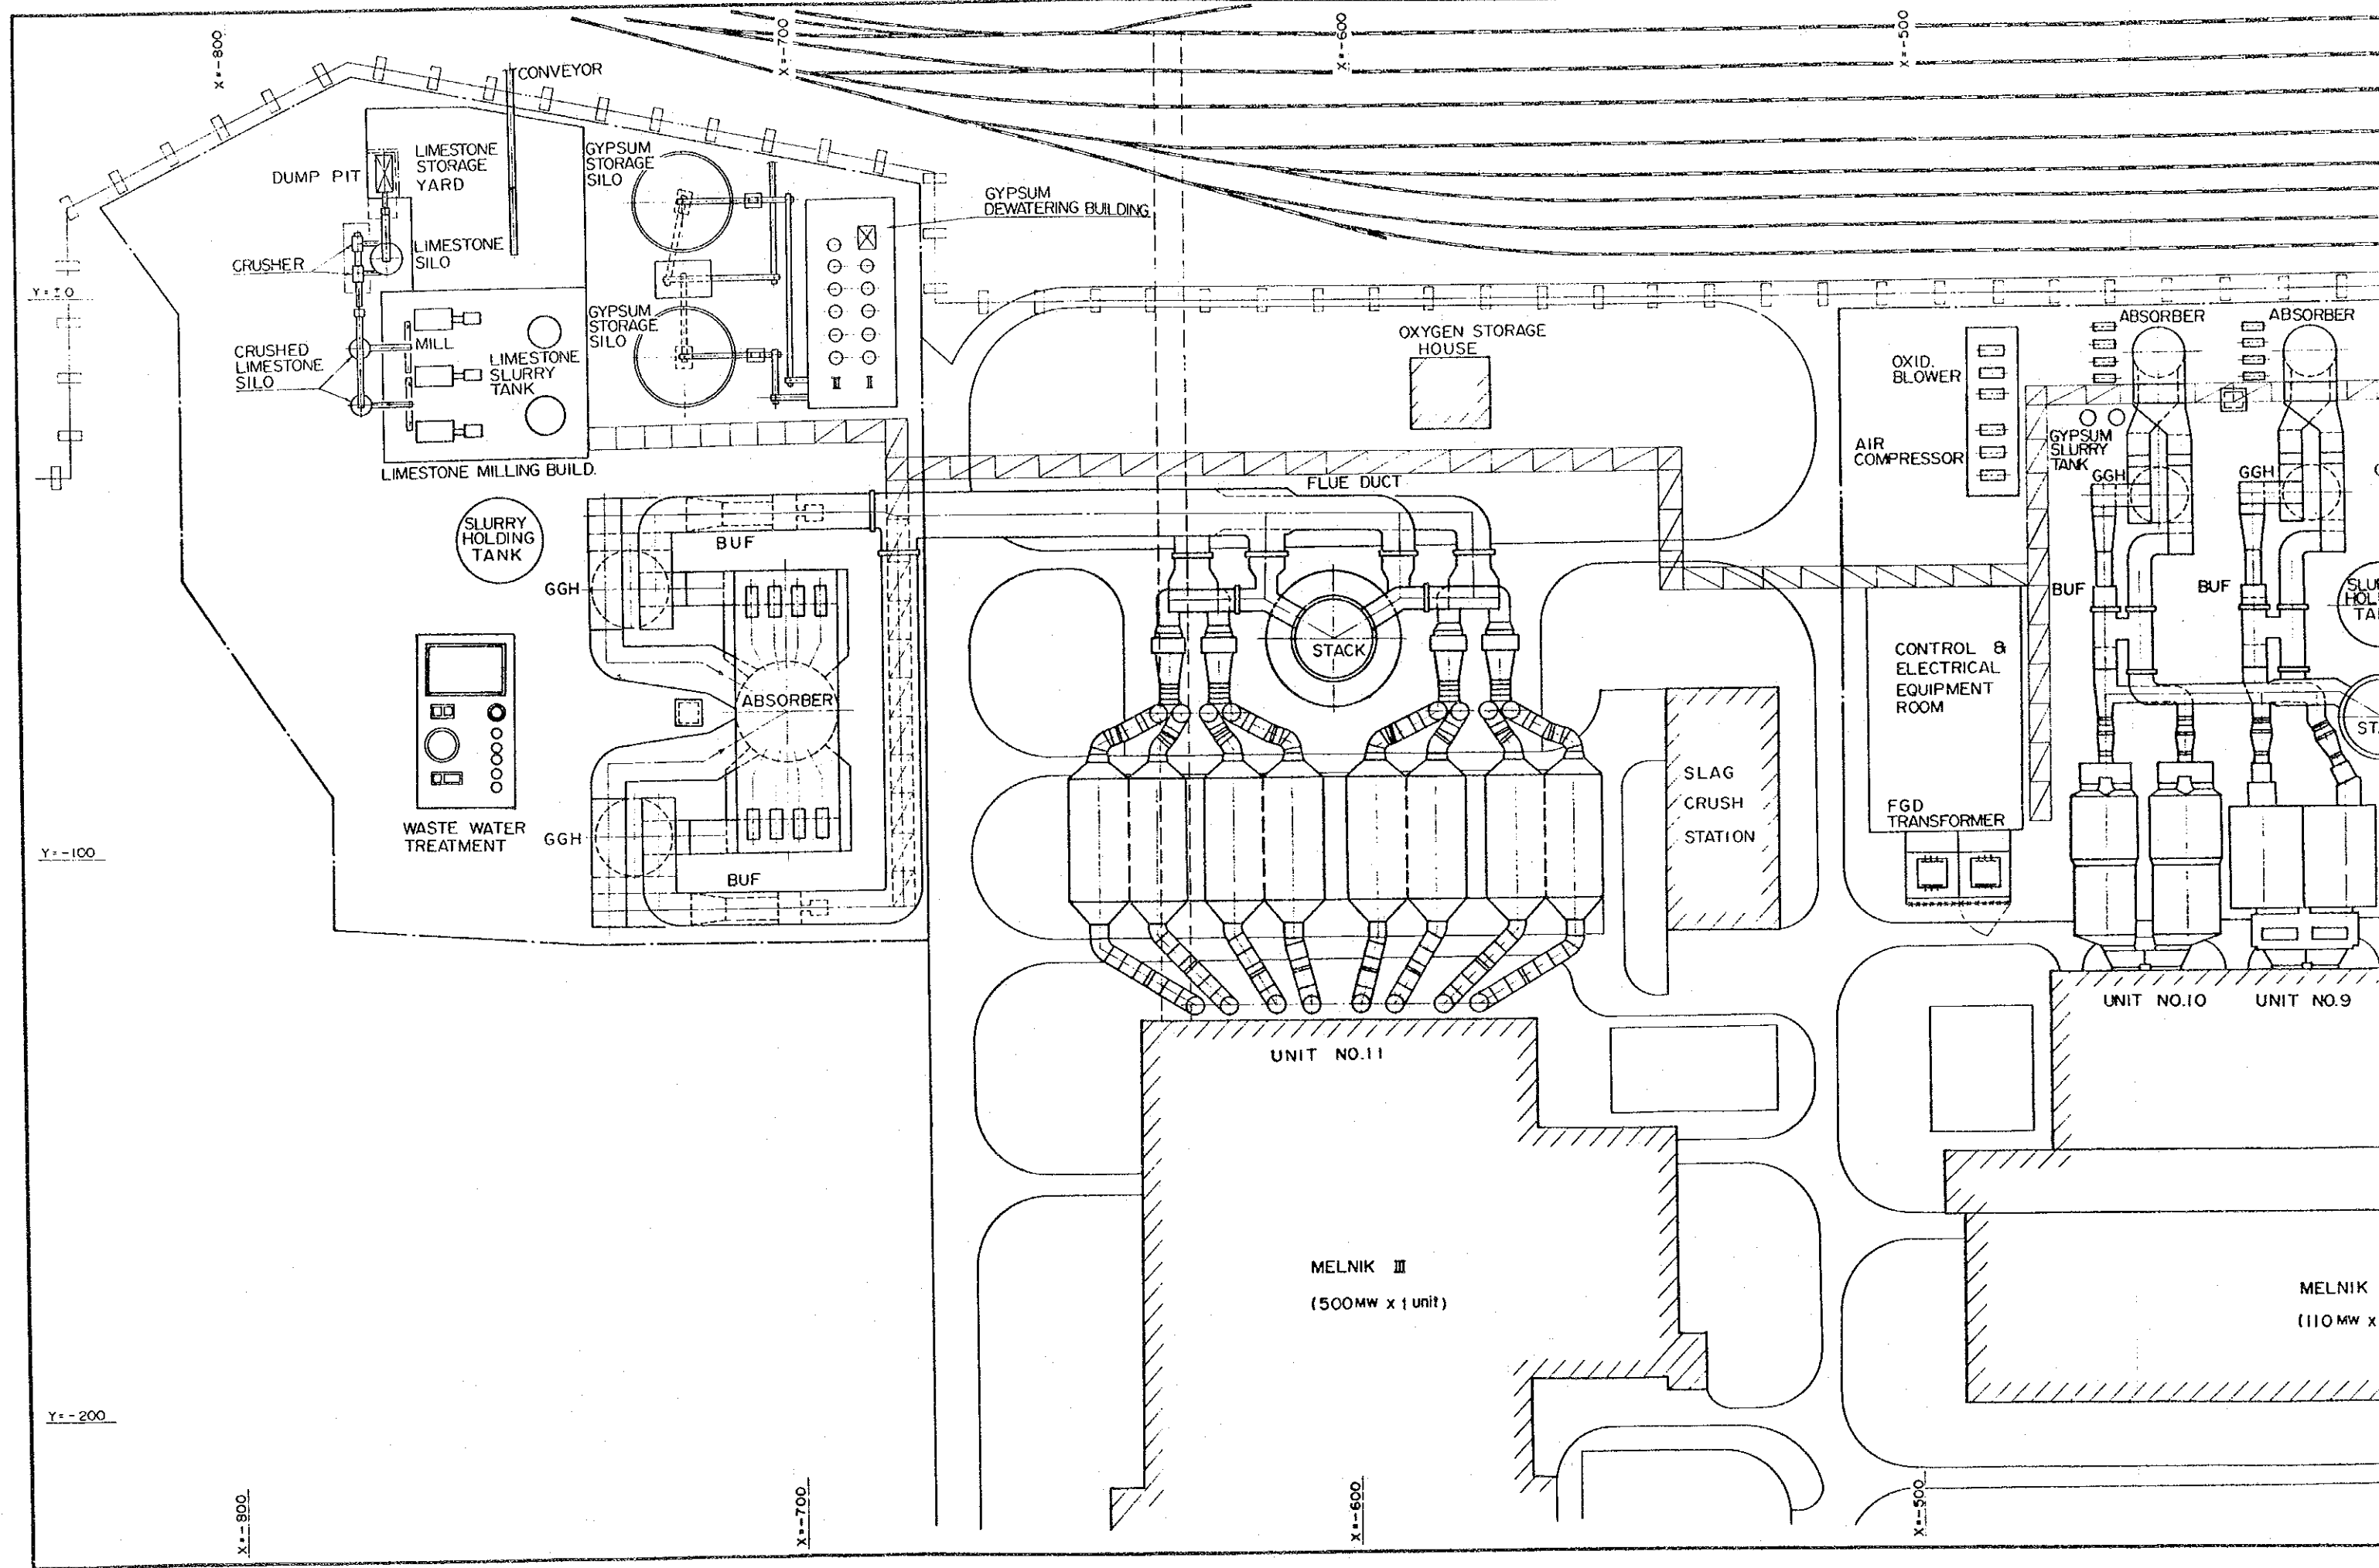 X=-800
X=-700
X=-600
X=-500
CONVEYOR
LIMESTONE
STORAGE
YARD
DUMP PIT
GYPSUM
STORAGE
SILO
GYPSUM
DEWATERING BUILDING
LIMESTONE
SILO
CRUSHER
Y=±0
GYPSUM
STORAGE
SILO
MILL
CRUSHED
LIMESTONE
SILO
LIMESTONE
SLURRY
TANK
III
II
LIMESTONE MILLING BUILD.
OXYGEN STORAGE
HOUSE
ABSORBER
ABSORBER
OXID.
BLOWER
AIR
COMPRESSOR
GYPSUM
SLURRY
TANK
GGH
GGH
FLUE DUCT
SLURRY
HOLDING
TANK
BUF
GGH
BUF
BUF
STACK
ABSORBER
CONTROL &
ELECTRICAL
EQUIPMENT
ROOM
SLAG
CRUSH
STATION
FGD
TRANSFORMER
WASTE WATER
TREATMENT
GGH
BUF
Y=-100
UNIT NO.11
UNIT NO.10
UNIT NO.9
MELNIK III
(500MW x 1 unit)
MELNIK
(110 MW x
Y=-200
X=-800
X=-700
X=-600
X=-500